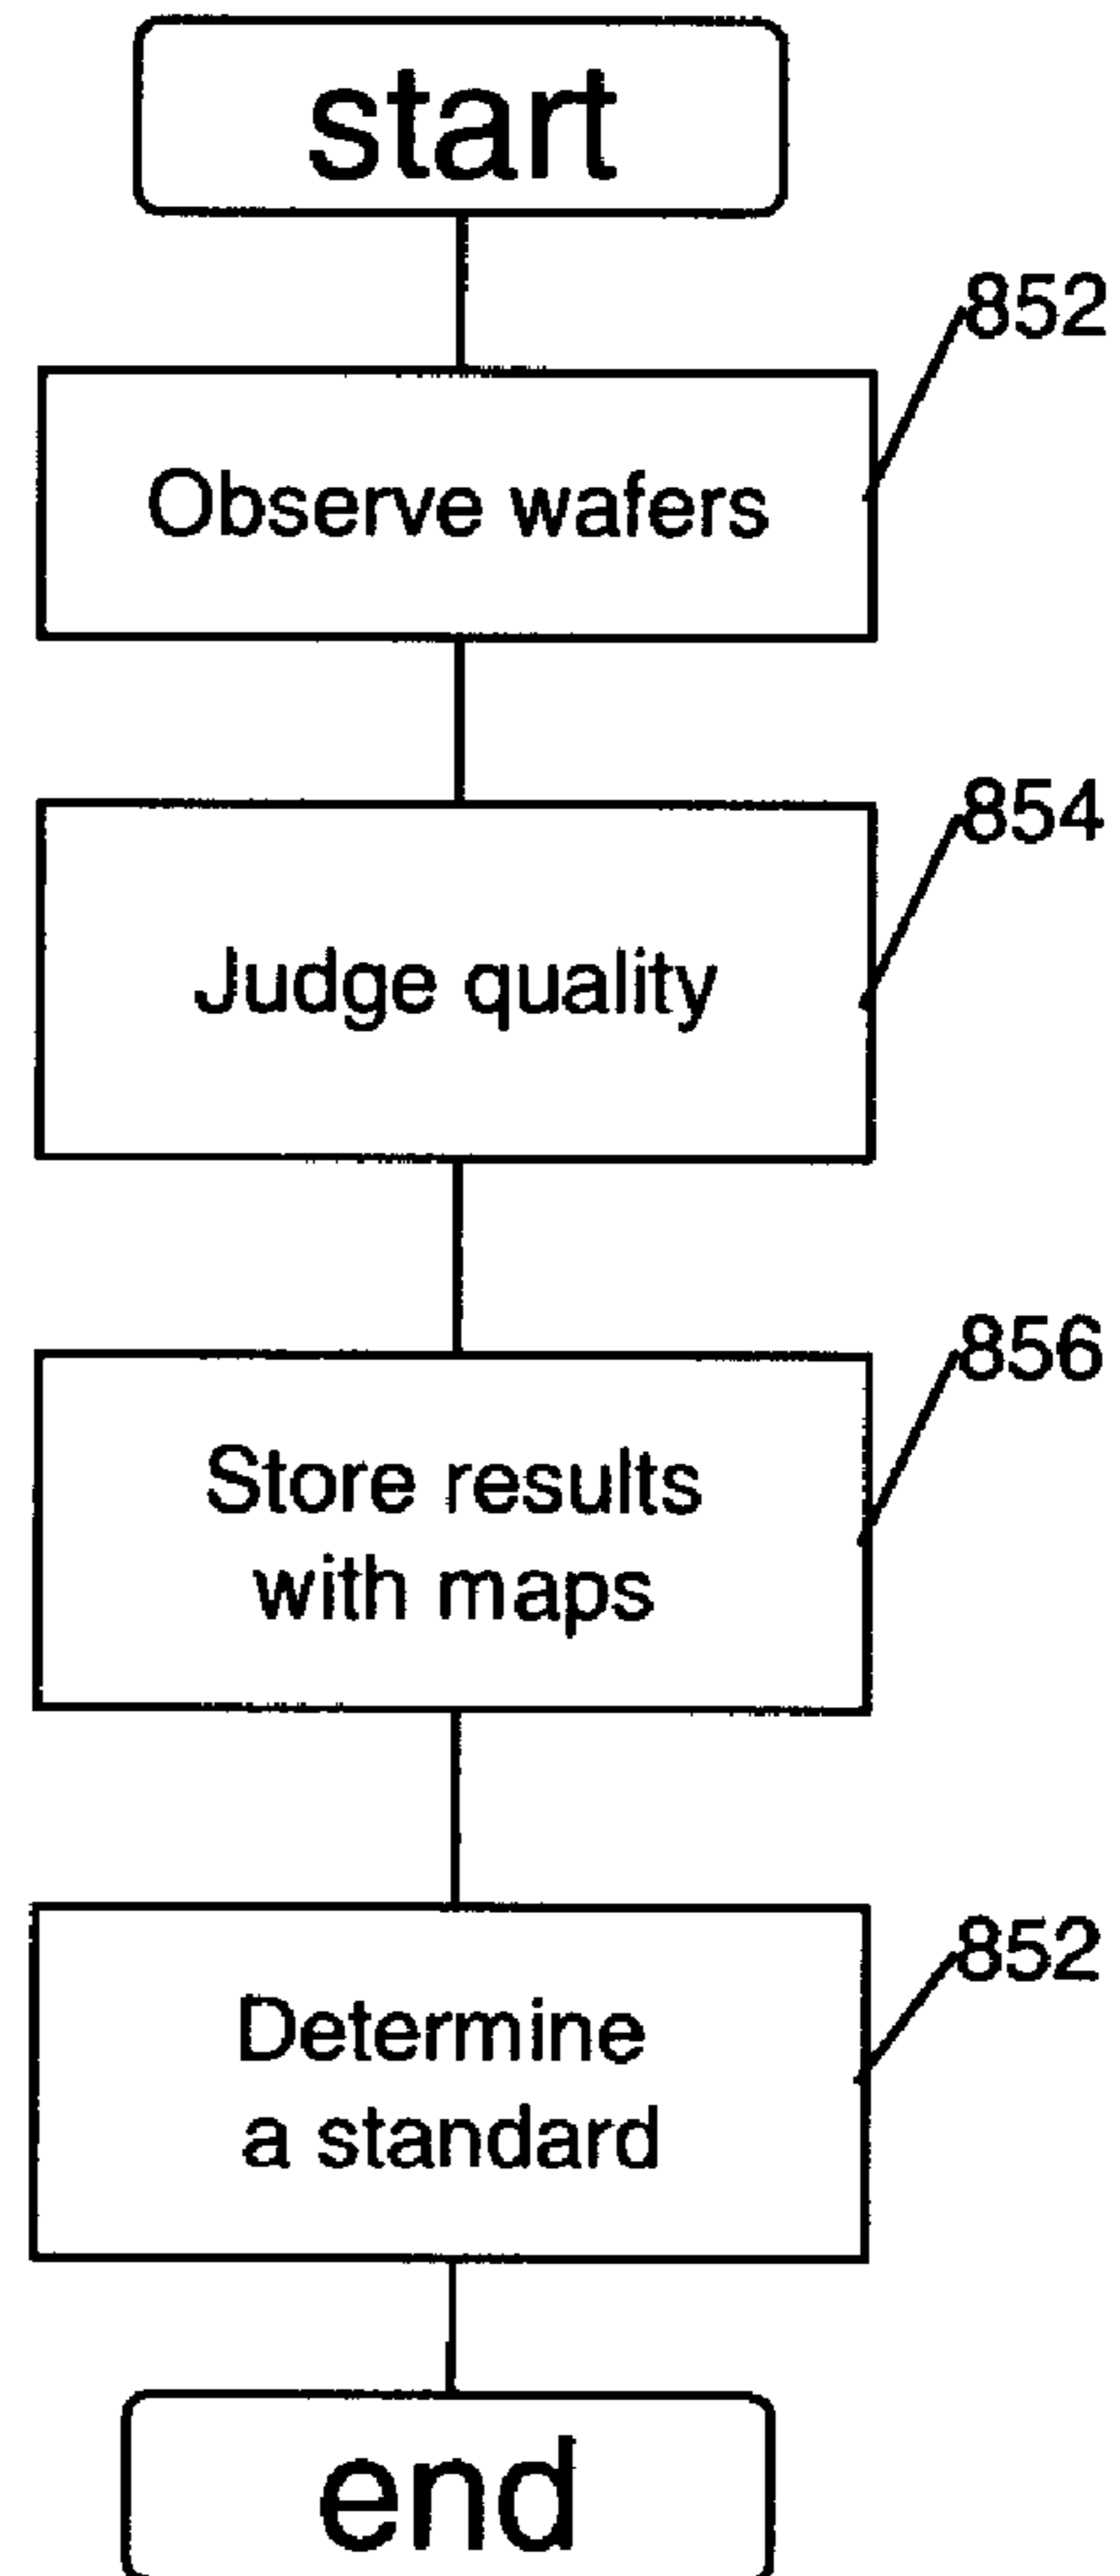 start
852
Observe wafers
854
Judge quality
856
Store results
with maps
852
Determine
a standard
end